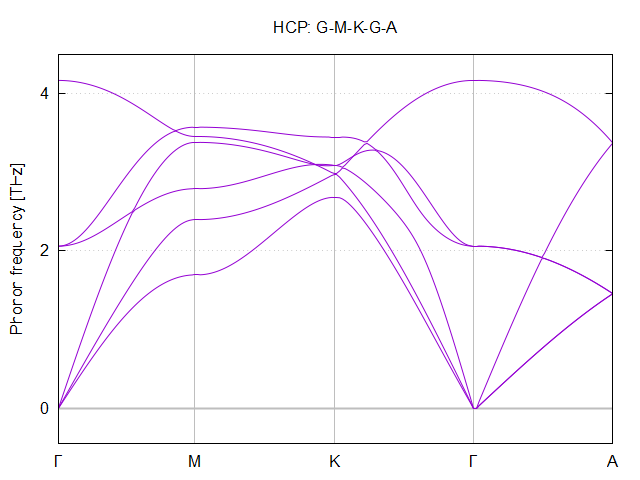 HCP: G-M-K-G-A
4
2
0
Phonon frequency [THz]
Γ M K Γ A